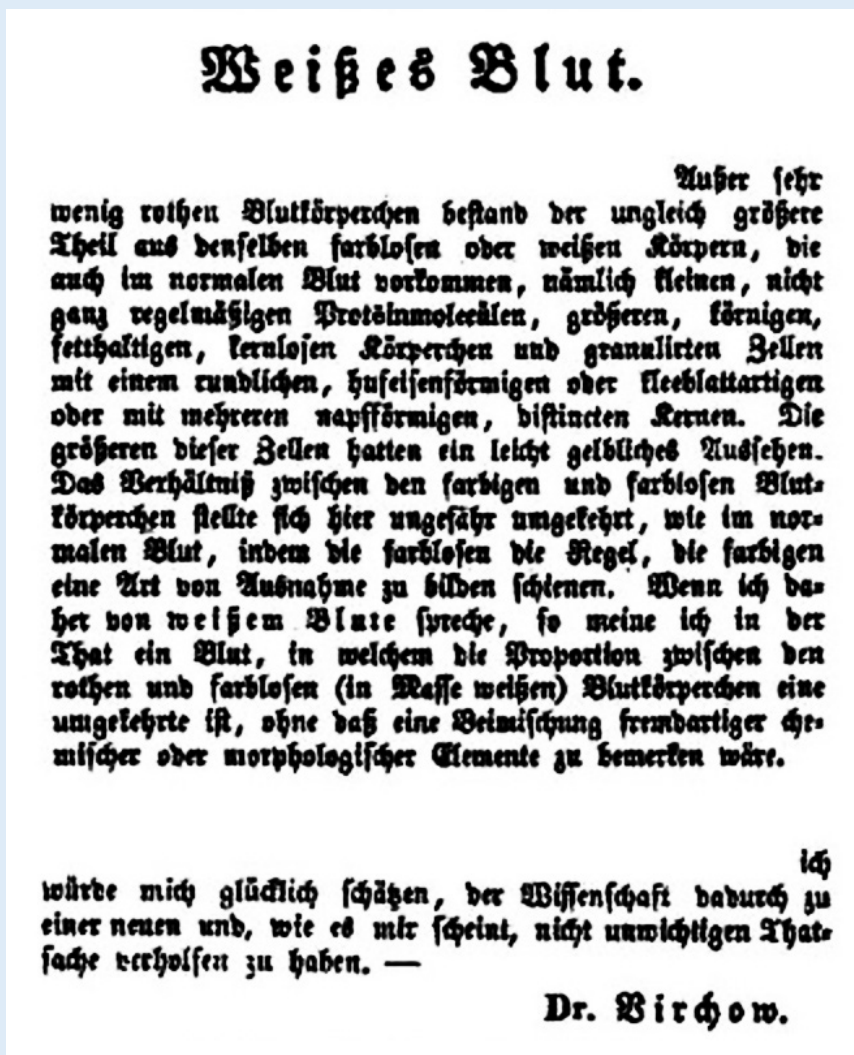 Weißes Blut.
Außer sehr
wenig rothen Blutkörperchen bestand der ungleich größere
Theil aus denselben farblosen oder weißen Körpern, die
auch im normalen Blut vorkommen, nämlich kleinen, nicht
ganz regelmäßigen Proteinmolecülen, größeren, körnigen,
fetthaltigen, kernlosen Körperchen und granulirten Zellen
mit einem rundlichen, hufeisenförmigen oder kleeblattartigen
oder mit mehreren napfförmigen, distincten Kernen. Die
größeren dieser Zellen hatten ein leicht gelbliches Aussehen.
Das Verhältniß zwischen den farbigen und farblosen Blut-
körperchen stellte sich hier ungefähr umgekehrt, wie im nor-
malen Blut, indem die farblosen die Regel, die farbigen
eine Art von Ausnahme zu bilden schienen. Wenn ich da-
her von weißem Blute spreche, so meine ich in der
That ein Blut, in welchem die Proportion zwischen den
rothen und farblosen (in Masse weißen) Blutkörperchen eine
umgekehrte ist, ohne daß eine Beimischung fremdartiger che-
mischer oder morphologischer Elemente zu bemerken wäre.
ich
würde mich glücklich schätzen, der Wissenschaft dadurch zu
einer neuen und, wie es mir scheint, nicht unwichtigen That-
sache verholfen zu haben. —
Dr. Virchow.